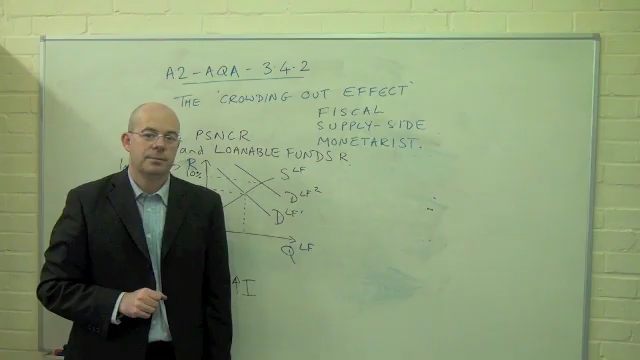 A2-AQA-3-4-2
THE 'CROWDING OUT EFFECT'
FISCAL
SUPPLY-SIDE
MONETARIST.
PSNCR
and LOANABLE FUNDS R.
R
10%
S LF
D LF2
D LF1
Q LF
↑I